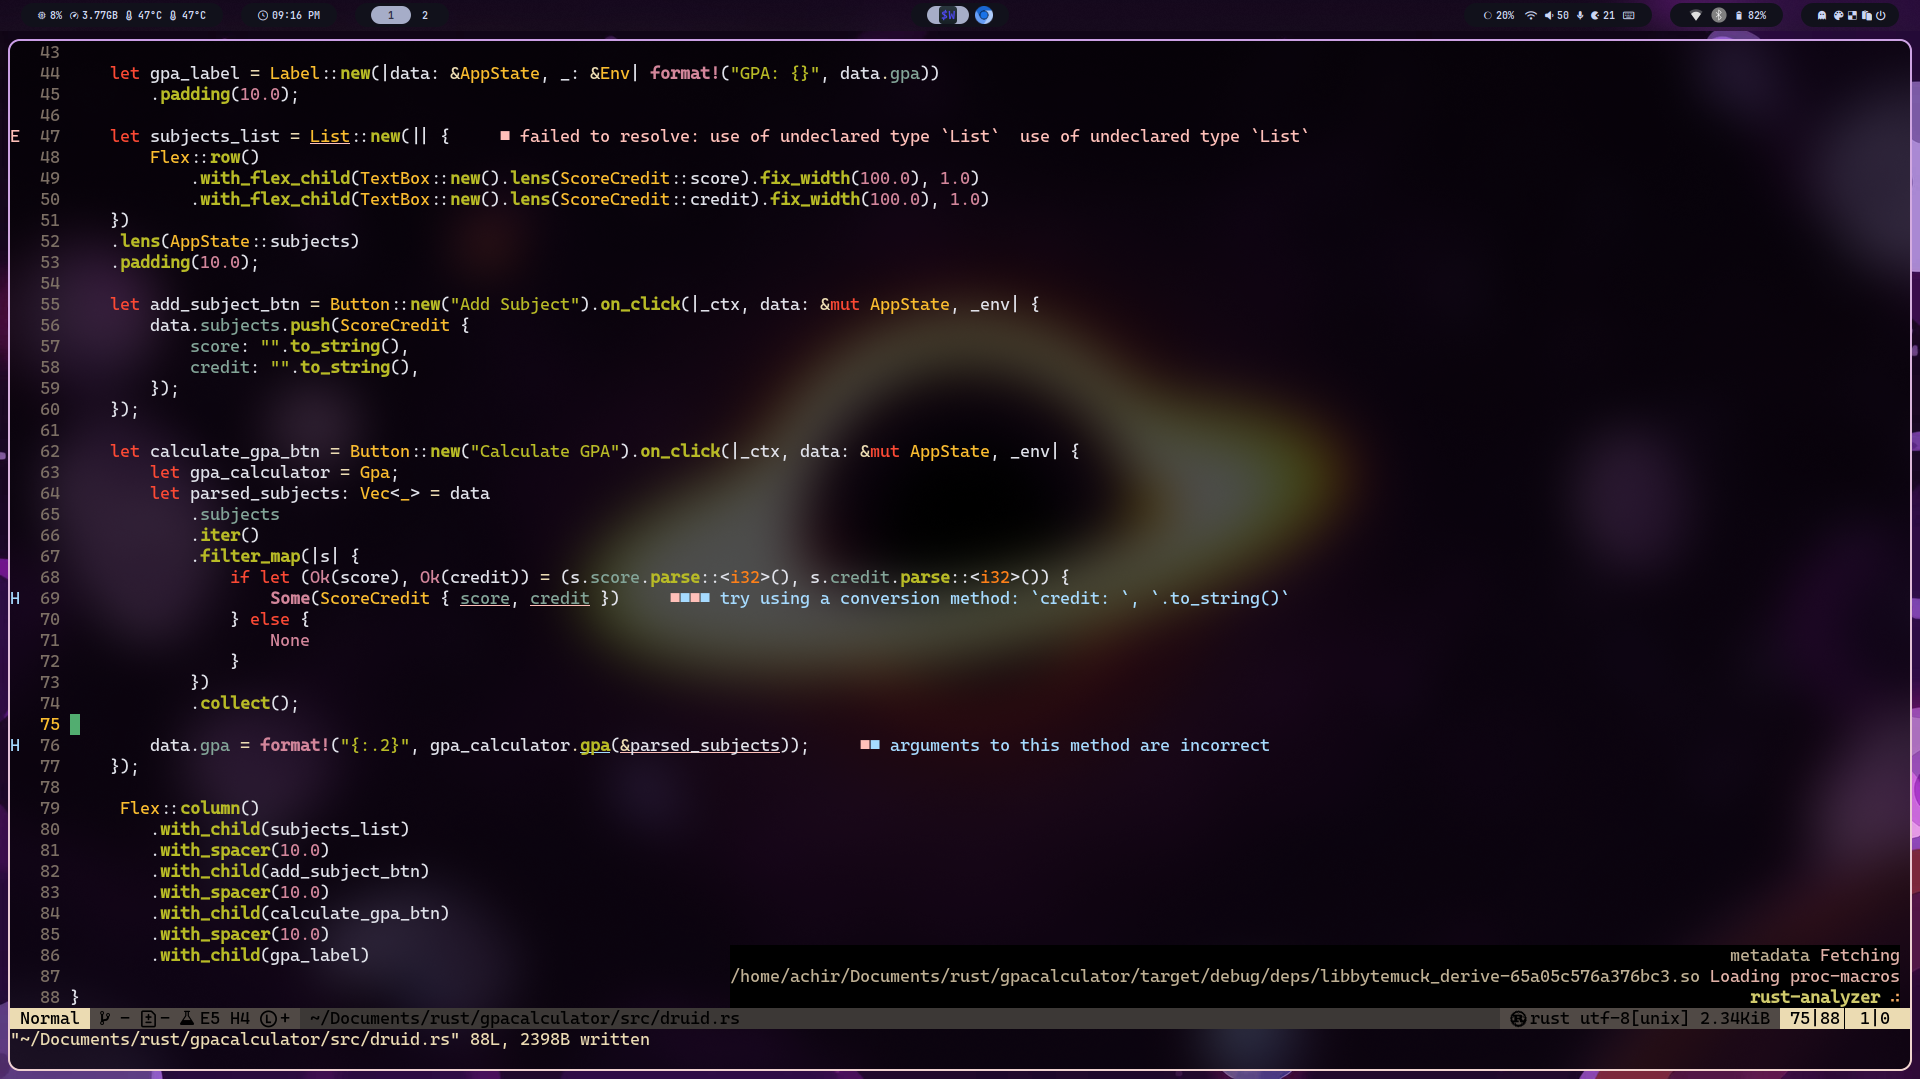 8% 3.77GB 47°C 47°C 09:16 PM 1 2 $W 20% 50 21 82%
43
44 let gpa_label = Label::new(|data: &AppState, _: &Env| format!("GPA: {}", data.gpa))
45 .padding(10.0);
46
E 47 let subjects_list = List::new(|| { ■ failed to resolve: use of undeclared type `List` use of undeclared type `List`
48 Flex::row()
49 .with_flex_child(TextBox::new().lens(ScoreCredit::score).fix_width(100.0), 1.0)
50 .with_flex_child(TextBox::new().lens(ScoreCredit::credit).fix_width(100.0), 1.0)
51 })
52 .lens(AppState::subjects)
53 .padding(10.0);
54
55 let add_subject_btn = Button::new("Add Subject").on_click(|_ctx, data: &mut AppState, _env| {
56 data.subjects.push(ScoreCredit {
57 score: "".to_string(),
58 credit: "".to_string(),
59 });
60 });
61
62 let calculate_gpa_btn = Button::new("Calculate GPA").on_click(|_ctx, data: &mut AppState, _env| {
63 let gpa_calculator = Gpa;
64 let parsed_subjects: Vec<_> = data
65 .subjects
66 .iter()
67 .filter_map(|s| {
68 if let (Ok(score), Ok(credit)) = (s.score.parse::<i32>(), s.credit.parse::<i32>()) {
H 69 Some(ScoreCredit { score, credit }) ■■■■ try using a conversion method: `credit: `, `.to_string()`
70 } else {
71 None
72 }
73 })
74 .collect();
75
H 76 data.gpa = format!("{:.2}", gpa_calculator.gpa(&parsed_subjects)); ■■ arguments to this method are incorrect
77 });
78
79 Flex::column()
80 .with_child(subjects_list)
81 .with_spacer(10.0)
82 .with_child(add_subject_btn)
83 .with_spacer(10.0)
84 .with_child(calculate_gpa_btn)
85 .with_spacer(10.0)
86 .with_child(gpa_label) metadata Fetching
87 /home/achir/Documents/rust/gpacalculator/target/debug/deps/libbytemuck_derive-65a05c576a376bc3.so Loading proc-macros
88 } rust-analyzer
Normal - - E5 H4 + ~/Documents/rust/gpacalculator/src/druid.rs rust utf-8[unix] 2.34KiB 75|88 1|0
"~/Documents/rust/gpacalculator/src/druid.rs" 88L, 2398B written